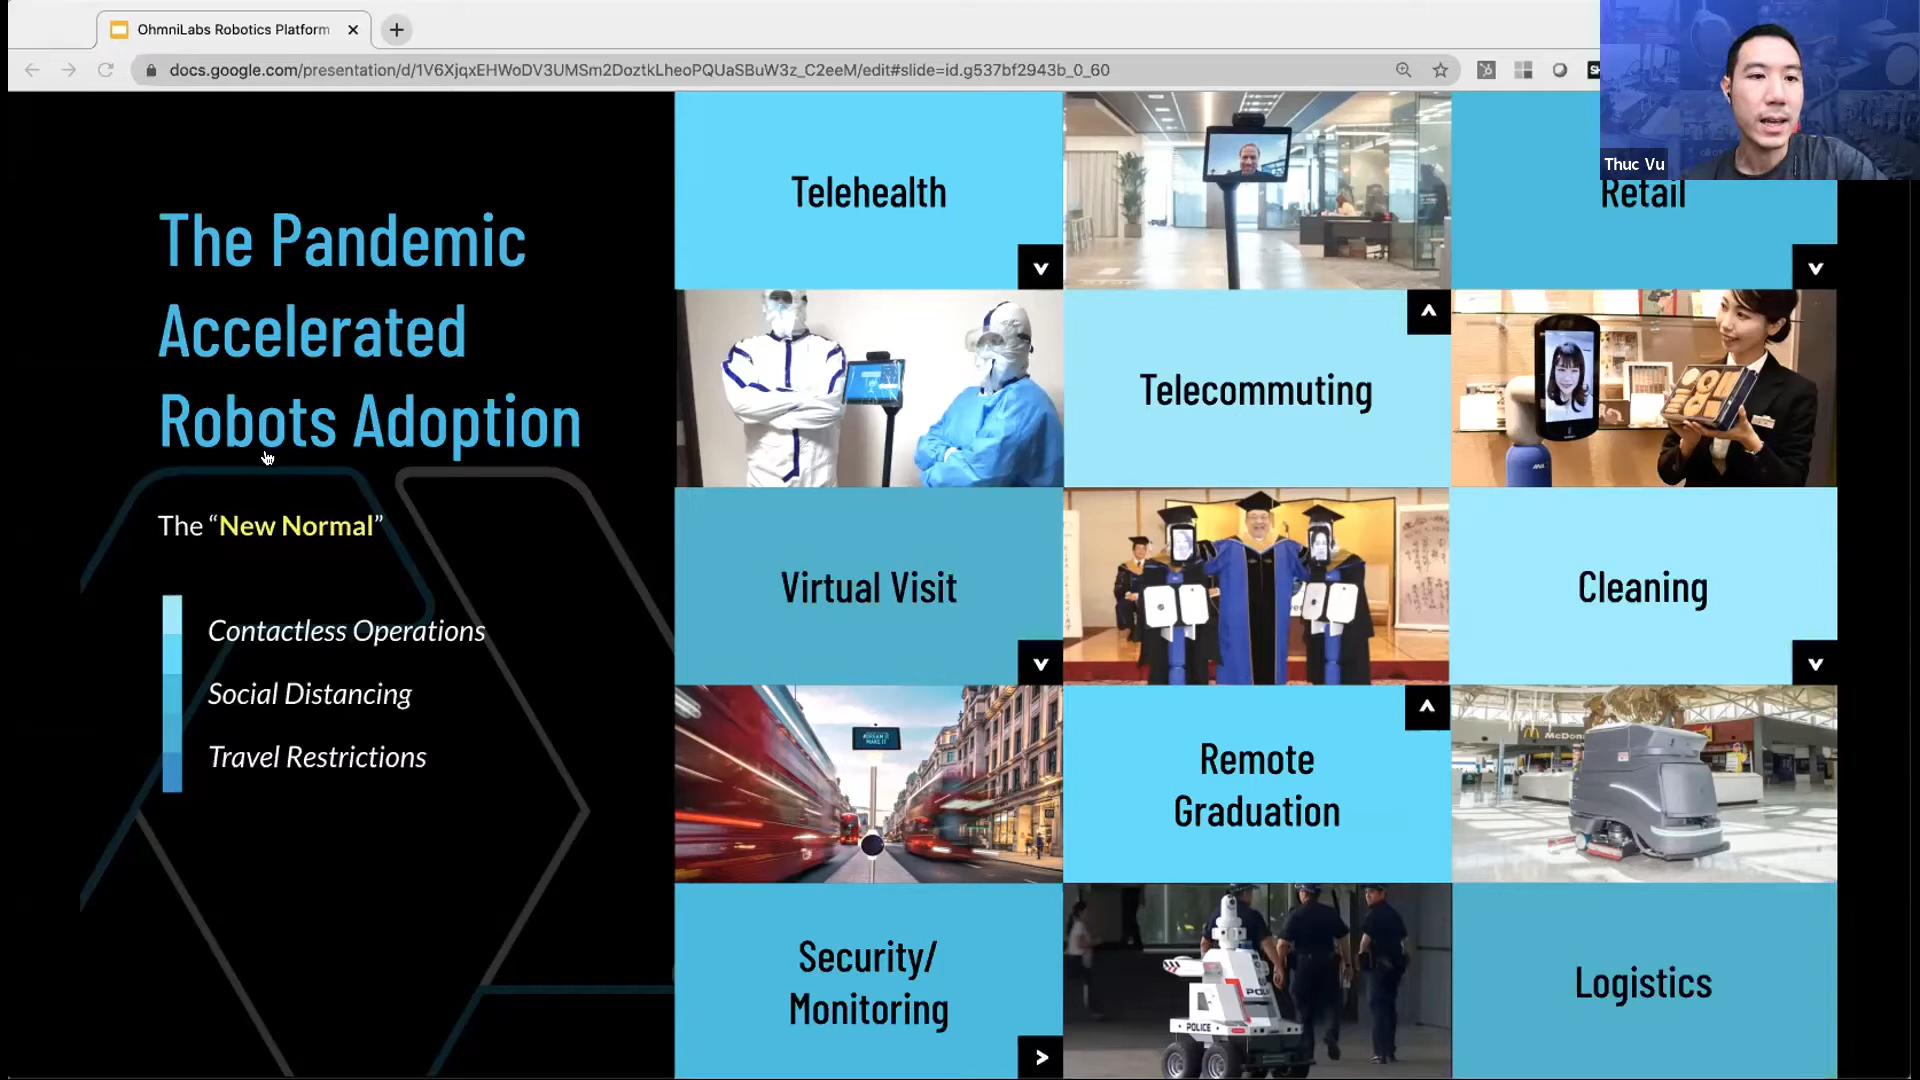 OhmniLabs Robotics Platform
docs.google.com/presentation/d/1V6XjqxEHWoDV3UMSm2DoztkLheoPQUaSBuW3z_C2eeM/edit#slide=id.g537bf2943b_0_60
Thuc Vu
The Pandemic
Accelerated
Robots Adoption
The “New Normal”
Contactless Operations
Social Distancing
Travel Restrictions
Telehealth
Retail
Telecommuting
Virtual Visit
Cleaning
McDona
Remote
Graduation
Security/
Monitoring
POLICE
Logistics